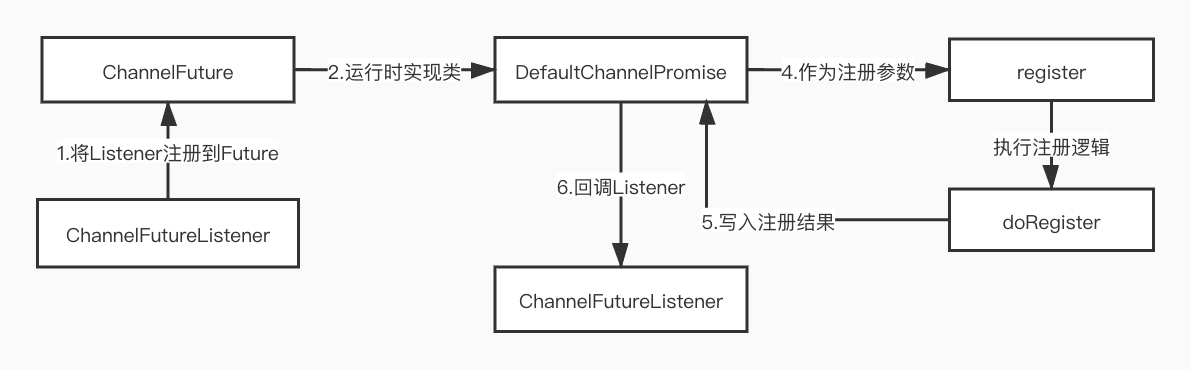 ChannelFuture
2.运行时实现类
DefaultChannelPromise
4.作为注册参数
register
1.将Listener注册到Future
执行注册逻辑
6.回调Listener
ChannelFutureListener
5.写入注册结果
doRegister
ChannelFutureListener